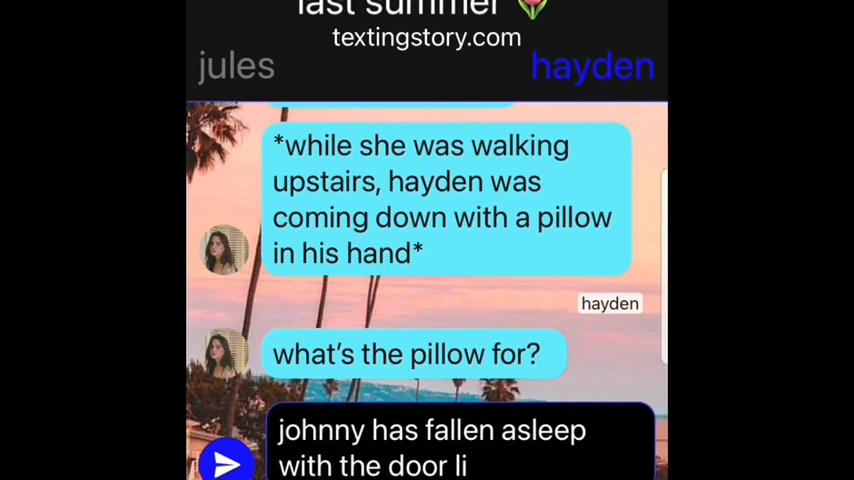 last summer 🌷
textingstory.com
jules
hayden
*while she was walking
upstairs, hayden was
coming down with a pillow
in his hand*
hayden
what's the pillow for?
johnny has fallen asleep
with the door li